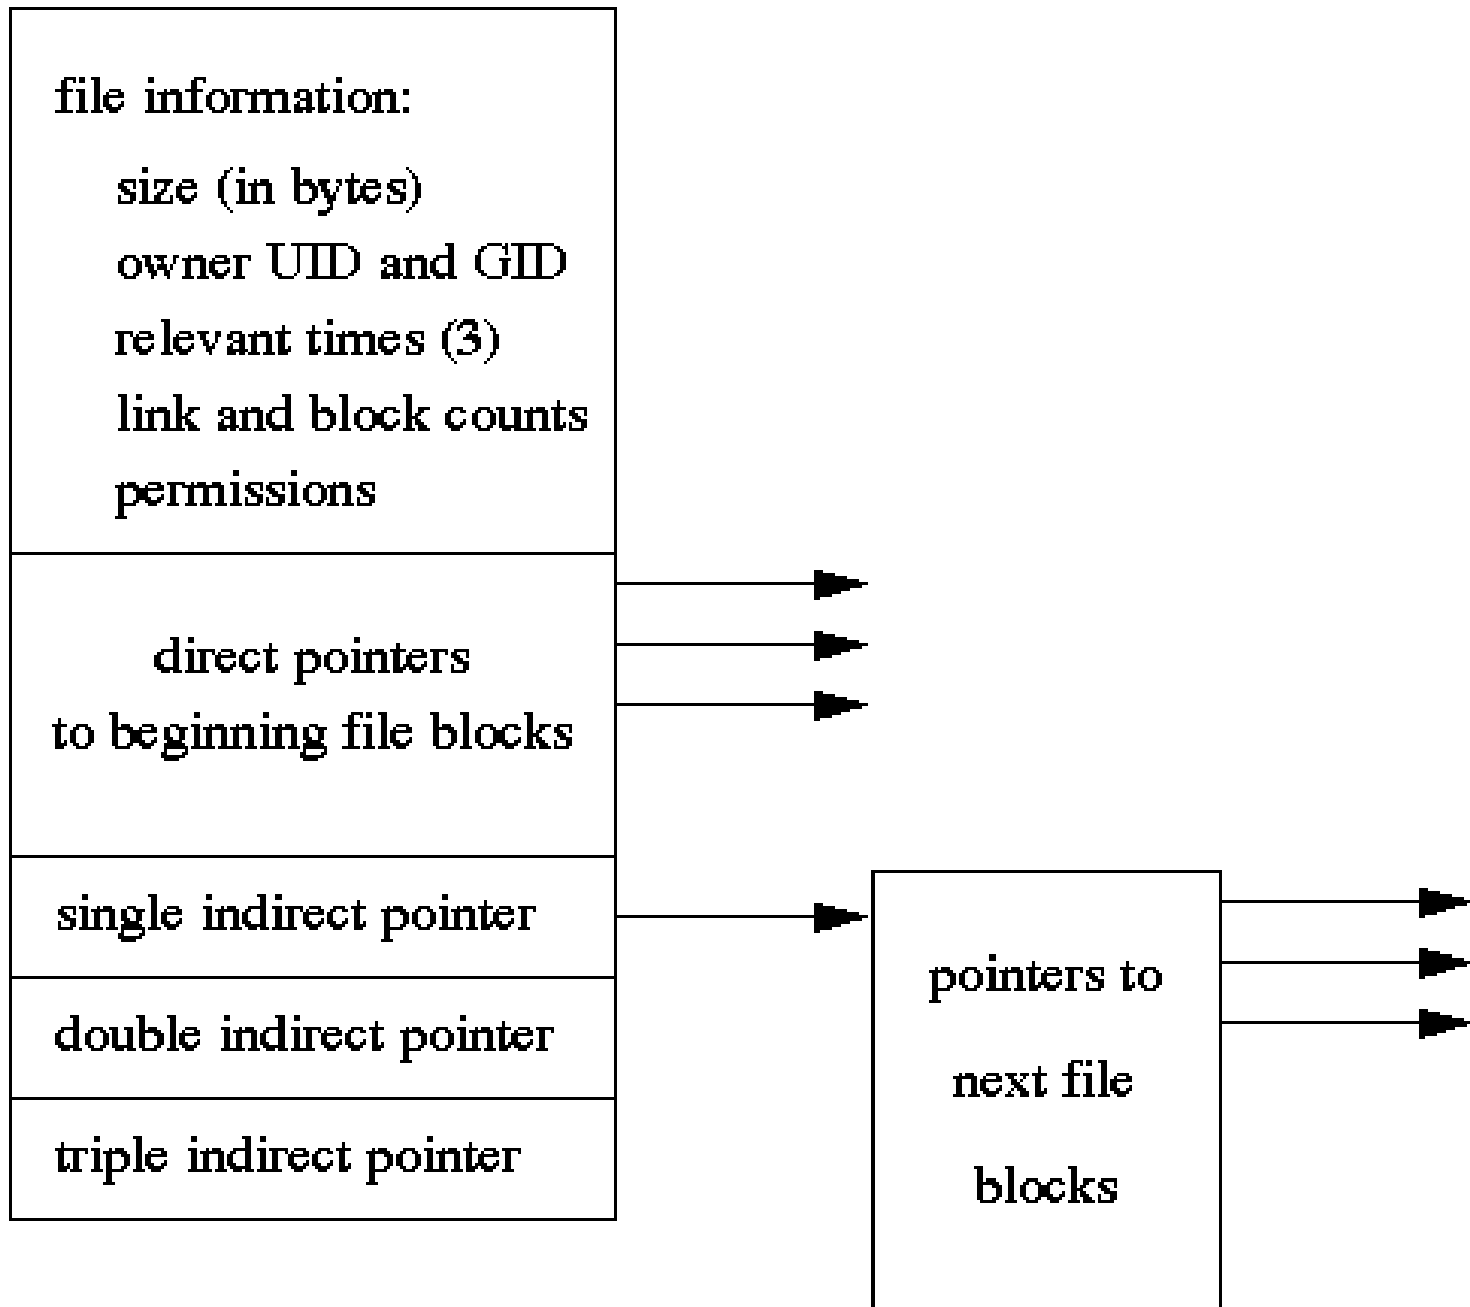 file information:
size (in bytes)
owner UID and GID
relevant times (3)
link and block counts
permissions
direct pointers
to beginning file blocks
single indirect pointer
double indirect pointer
triple indirect pointer
pointers to
next file
blocks